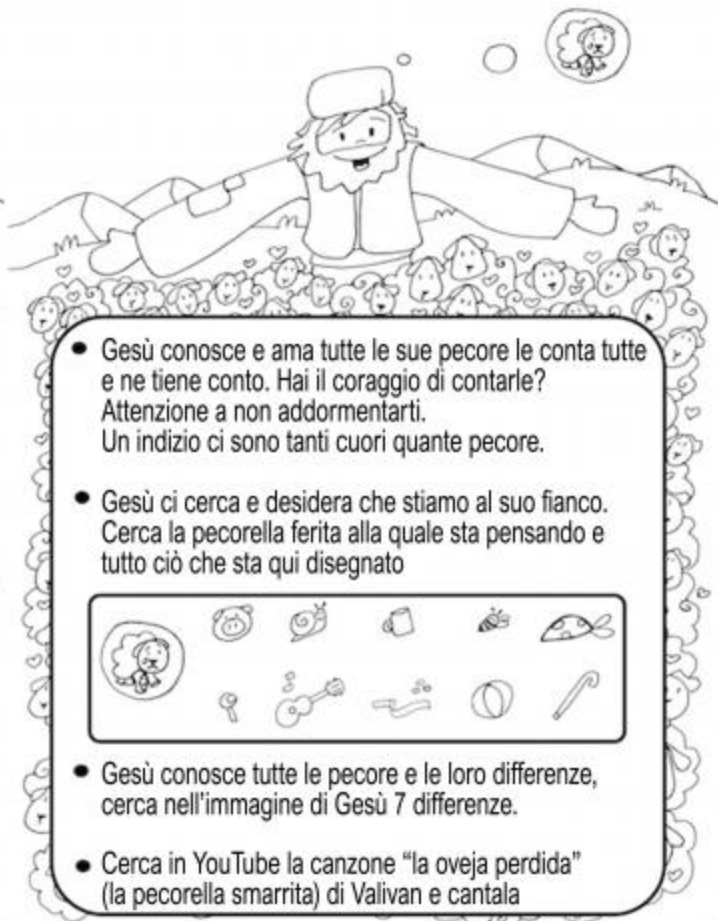 • Gesù conosce e ama tutte le sue pecore le conta tutte
e ne tiene conto. Hai il coraggio di contarle?
Attenzione a non addormentarti.
Un indizio ci sono tanti cuori quante pecore.
• Gesù ci cerca e desidera che stiamo al suo fianco.
Cerca la pecorella ferita alla quale sta pensando e
tutto ciò che sta qui disegnato
• Gesù conosce tutte le pecore e le loro differenze,
cerca nell'immagine di Gesù 7 differenze.
• Cerca in YouTube la canzone “la oveja perdida”
(la pecorella smarrita) di Valivan e cantala